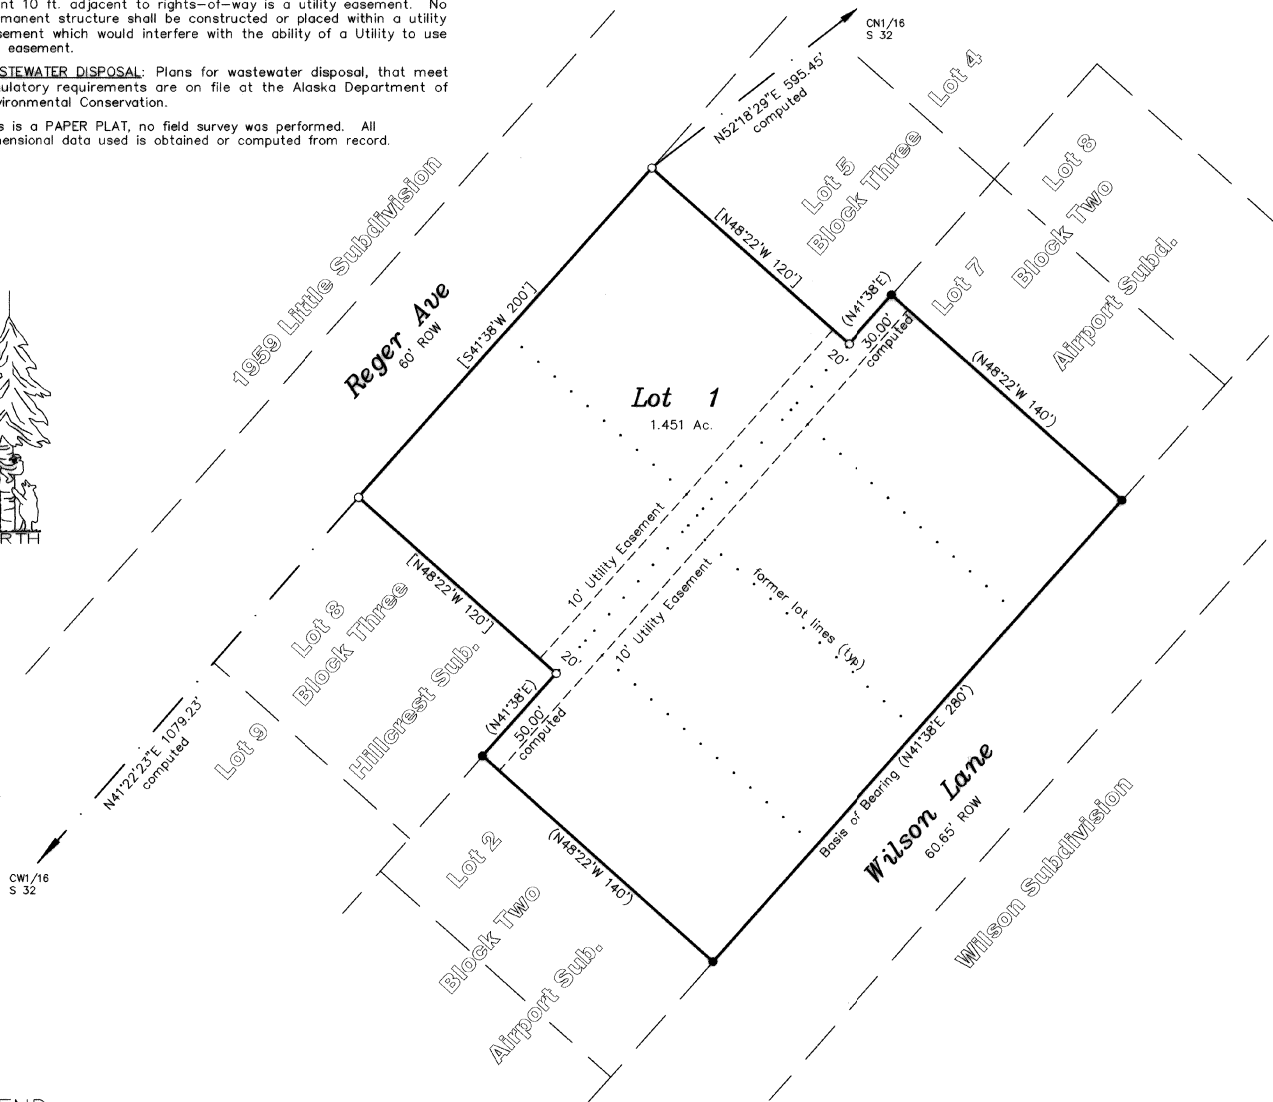 nt 10 ft. adjacent to rights-of-way is a utility easement. No
manent structure shall be constructed or placed within a utility
sement which would interfere with the ability of a Utility to use
easement.
STEWATER DISPOSAL: Plans for wastewater disposal, that meet
ulatory requirements are on file at the Alaska Department of
vironmental Conservation.
s is a PAPER PLAT, no field survey was performed. All
ensional data used is obtained or computed from record.
CN1/16
S 32
N52°18'29"E 595.45'
computed
Lot 4
Lot 5
Block Three
Lot 8
Block Two
Lot 7
Airport Subd.
1959 Little Subdivision
Reger Ave
60' ROW
[S41°38'W 200']
[N48°22'W 120']
(N41°38'E)
30.00'
computed
20'
(N48°22'W 140')
Lot 1
1.451 Ac.
10' Utility Easement
10' Utility Easement
former lot lines (typ)
RTH
[N48°22'W 120']
20'
(N41°38'E)
50.00'
computed
Lot 8
Block Three
Hillcrest Sub.
Lot 9
N41°22'23"E 1079.23'
computed
CW1/16
S 32
Basis of Bearing (N41°38'E 280')
Wilson Lane
60.65' ROW
Wilson Subdivision
(N48°22'W 140')
Lot 2
Block Two
Airport Sub.